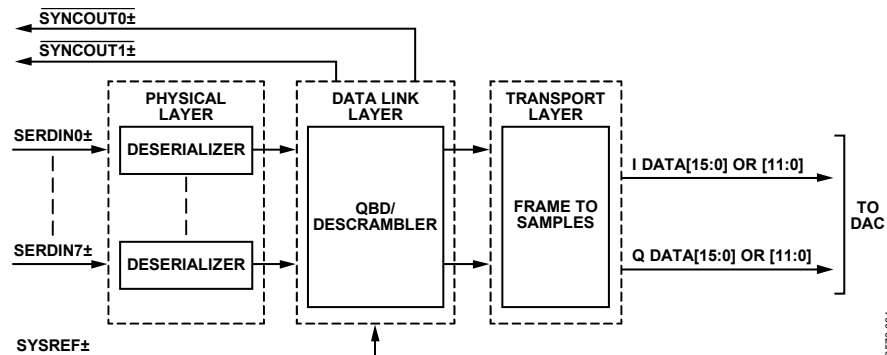 SYNCOUT0±
SYNCOUT1±
PHYSICAL
LAYER
DATA LINK
LAYER
TRANSPORT
LAYER
SERDIN0±
DESERIALIZER
QBD/
DESCRAMBLER
FRAME TO
SAMPLES
I DATA[15:0] OR [11:0]
TO
DAC
SERDIN7±
DESERIALIZER
Q DATA[15:0] OR [11:0]
SYSREF±